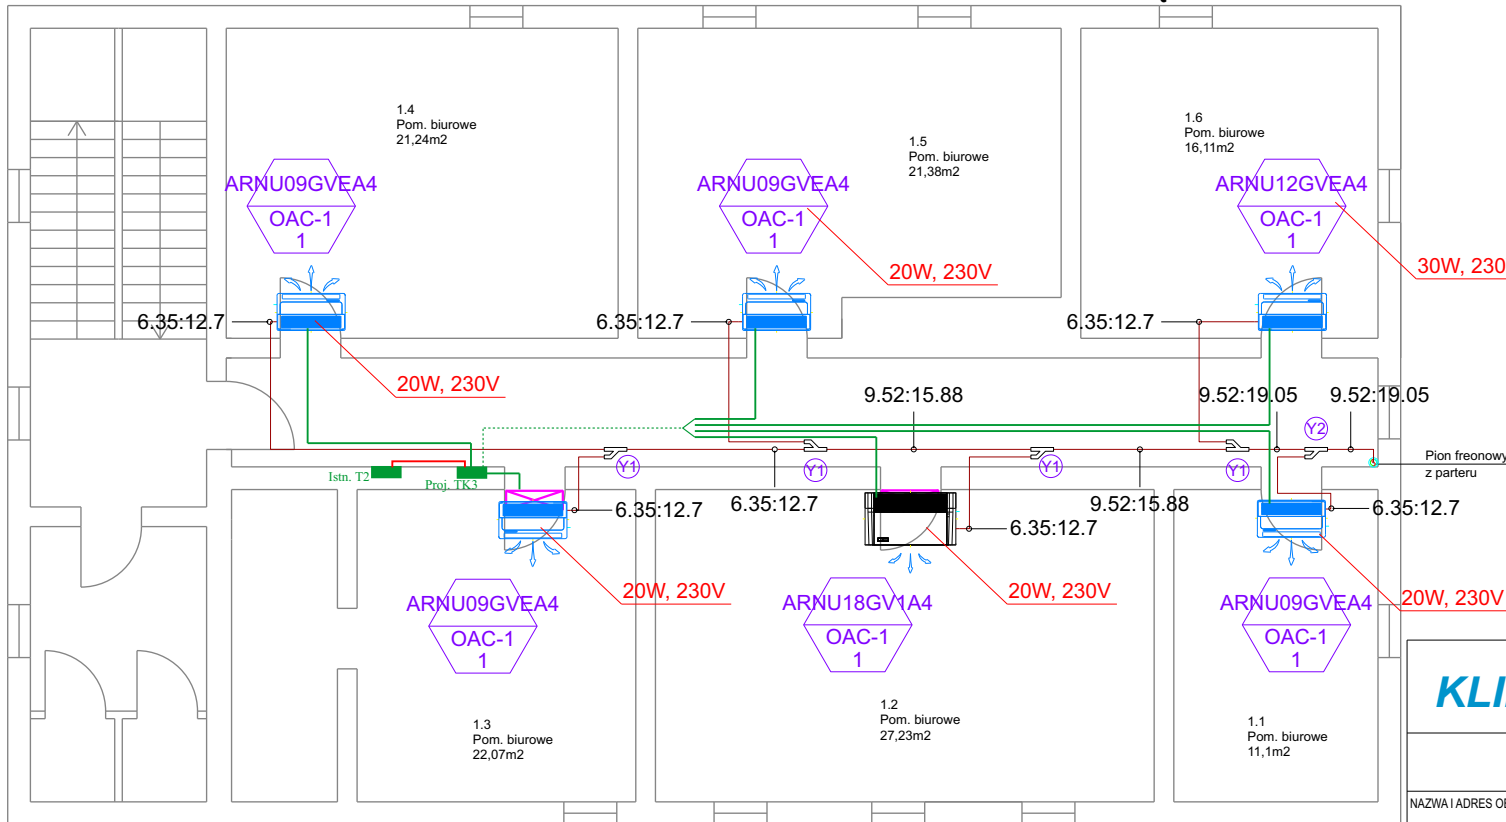 1.4
Pom. biurowe
21,24m2
1.5
Pom. biurowe
21,38m2
1.6
Pom. biurowe
16,11m2
ARNU09GVEA4
OAC-1
1
ARNU09GVEA4
OAC-1
1
ARNU12GVEA4
OAC-1
1
20W, 230V
30W, 230
6.35:12.7
6.35:12.7
6.35:12.7
20W, 230V
9.52:15.88
9.52:19.05
9.52:19.05
Y2
Istn. T2
Proj. TK3
Y1
Y1
Y1
Y1
Pion freonowy
z parteru
6.35:12.7
6.35:12.7
6.35:12.7
9.52:15.88
6.35:12.7
20W, 230V
20W, 230V
20W, 230V
ARNU09GVEA4
OAC-1
1
ARNU18GV1A4
OAC-1
1
ARNU09GVEA4
OAC-1
1
1.3
Pom. biurowe
22,07m2
1.2
Pom. biurowe
27,23m2
1.1
Pom. biurowe
11,1m2
KLI
NAZWA I ADRES OB